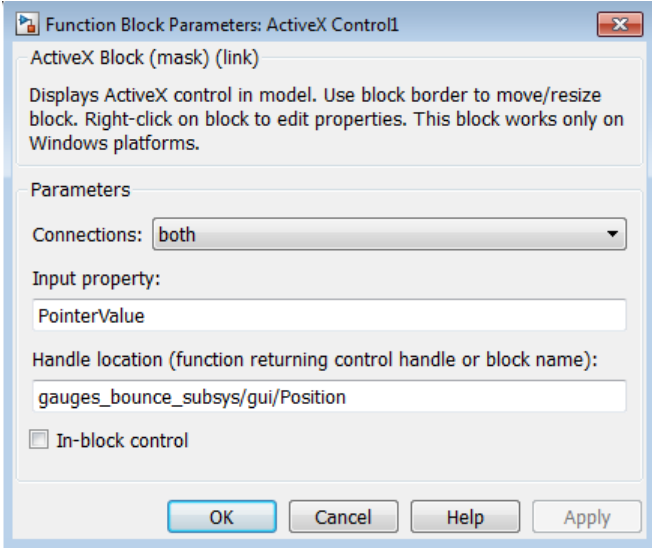 Function Block Parameters: ActiveX Control1
ActiveX Block (mask) (link)
Displays ActiveX control in model. Use block border to move/resize
block. Right-click on block to edit properties. This block works only on
Windows platforms.
Parameters
Connections: both
Input property:
PointerValue
Handle location (function returning control handle or block name):
gauges_bounce_subsys/gui/Position
In-block control
OK Cancel Help Apply